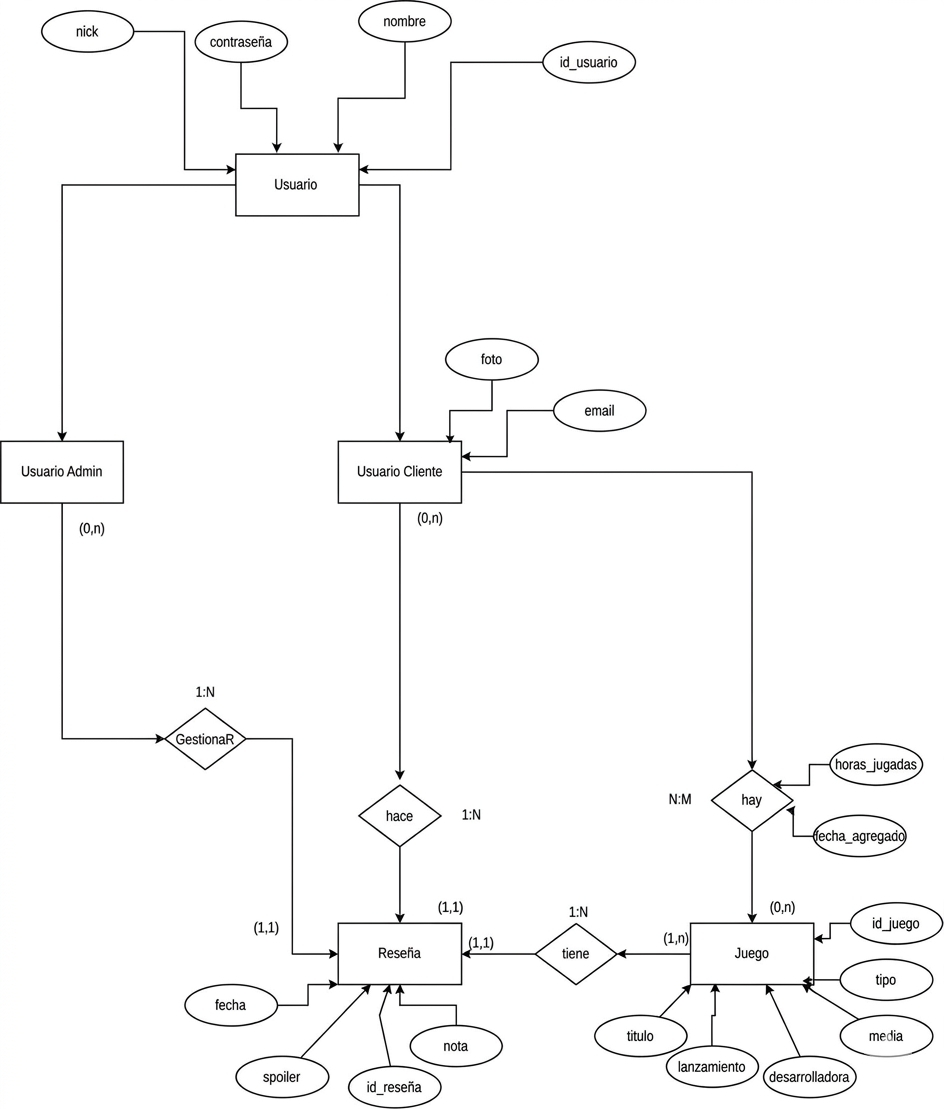 nick
contraseña
nombre
id_usuario
Usuario
foto
email
Usuario Admin
Usuario Cliente
(0,n)
(0,n)
1:N
GestionaR
hace
1:N
N:M
hay
horas_jugadas
fecha_agregado
(1,1)
(1,1)
(0,n)
1:N
(1,1)
(1,n)
id_juego
Reseña
tiene
Juego
tipo
fecha
titulo
media
nota
lanzamiento
spoiler
id_reseña
desarrolladora